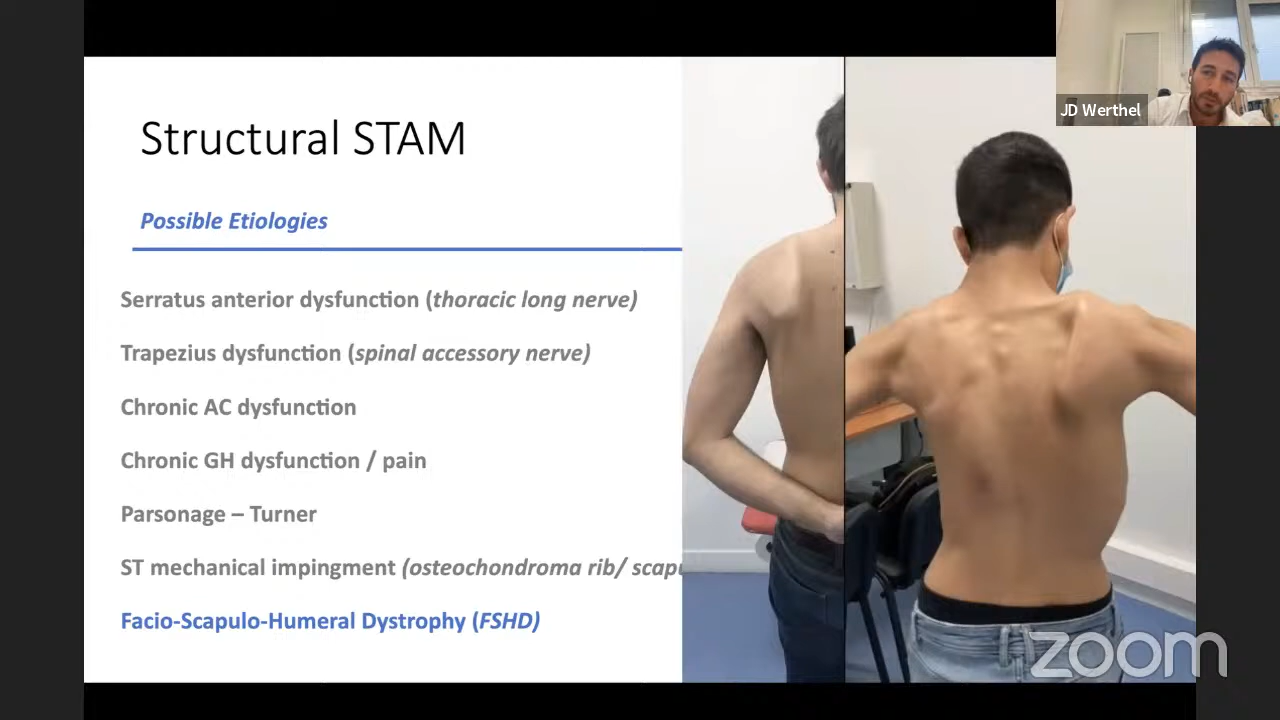 JD Werthel
Structural STAM
Possible Etiologies
Serratus anterior dysfunction (thoracic long nerve)
Trapezius dysfunction (spinal accessory nerve)
Chronic AC dysfunction
Chronic GH dysfunction / pain
Parsonage – Turner
ST mechanical impingment (osteochondroma rib/
Facio-Scapulo-Humeral Dystrophy (FSHD)
zoom